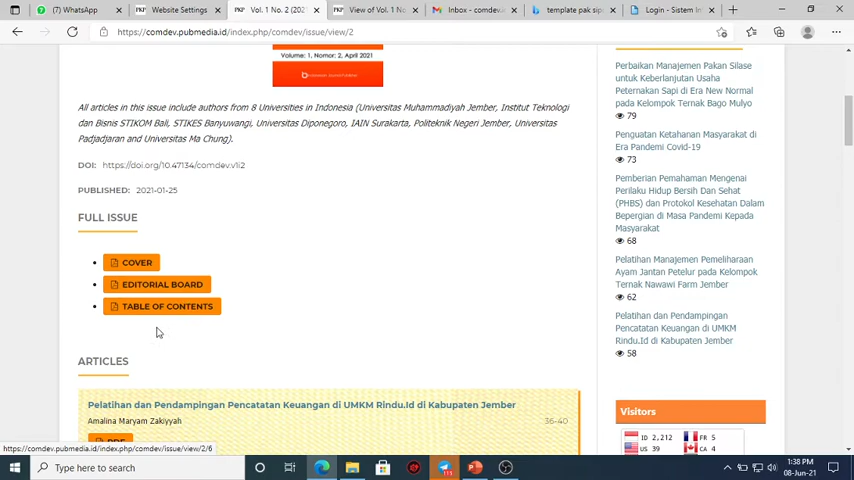 (7) WhatsApp
Website Settings
Vol. 1 No. 2 (202
View of Vol. 1 No.
Inbox - comdev.
template pak sip
Login - Sistem In
https://comdev.pubmedia.id/index.php/comdev/issue/view/2
Volume: 1, Nomor: 2, April 2021
All articles in this issue include authors from 8 Universities in Indonesia (Universitas Muhammadiyah Jember, Institut Teknologi
dan Bisnis STIKOM Bali, STIKES Banyuwangi, Universitas Diponegoro, IAIN Surakarta, Politeknik Negeri Jember, Universitas
Padjadjaran and Universitas Ma Chung).
DOI: https://doi.org/10.47134/comdev.v1i2
PUBLISHED: 2021-01-25
FULL ISSUE
COVER
EDITORIAL BOARD
TABLE OF CONTENTS
ARTICLES
Pelatihan dan Pendampingan Pencatatan Keuangan di UMKM Rindu.Id di Kabupaten Jember
Amalina Maryam Zakiyyah 36-40
PDF
https://comdev.pubmedia.id/index.php/comdev/issue/view/2/6
Perbaikan Manajemen Pakan Silase
untuk Keberlanjutan Usaha
Peternakan Sapi di Era New Normal
pada Kelompok Ternak Bago Mulyo
79
Penguatan Ketahanan Masyarakat di
Era Pandemi Covid-19
73
Pemberian Pemahaman Mengenai
Perilaku Hidup Bersih Dan Sehat
(PHBS) dan Protokol Kesehatan Dalam
Bepergian di Masa Pandemi Kepada
Masyarakat
68
Pelatihan Manajemen Pemeliharaan
Ayam Jantan Petelur pada Kelompok
Ternak Nawawi Farm Jember
62
Pelatihan dan Pendampingan
Pencatatan Keuangan di UMKM
Rindu.Id di Kabupaten Jember
58
Visitors
ID 2,212 FR 5
US 39 CA 4
Type here to search
1:38 PM
08-Jun-21